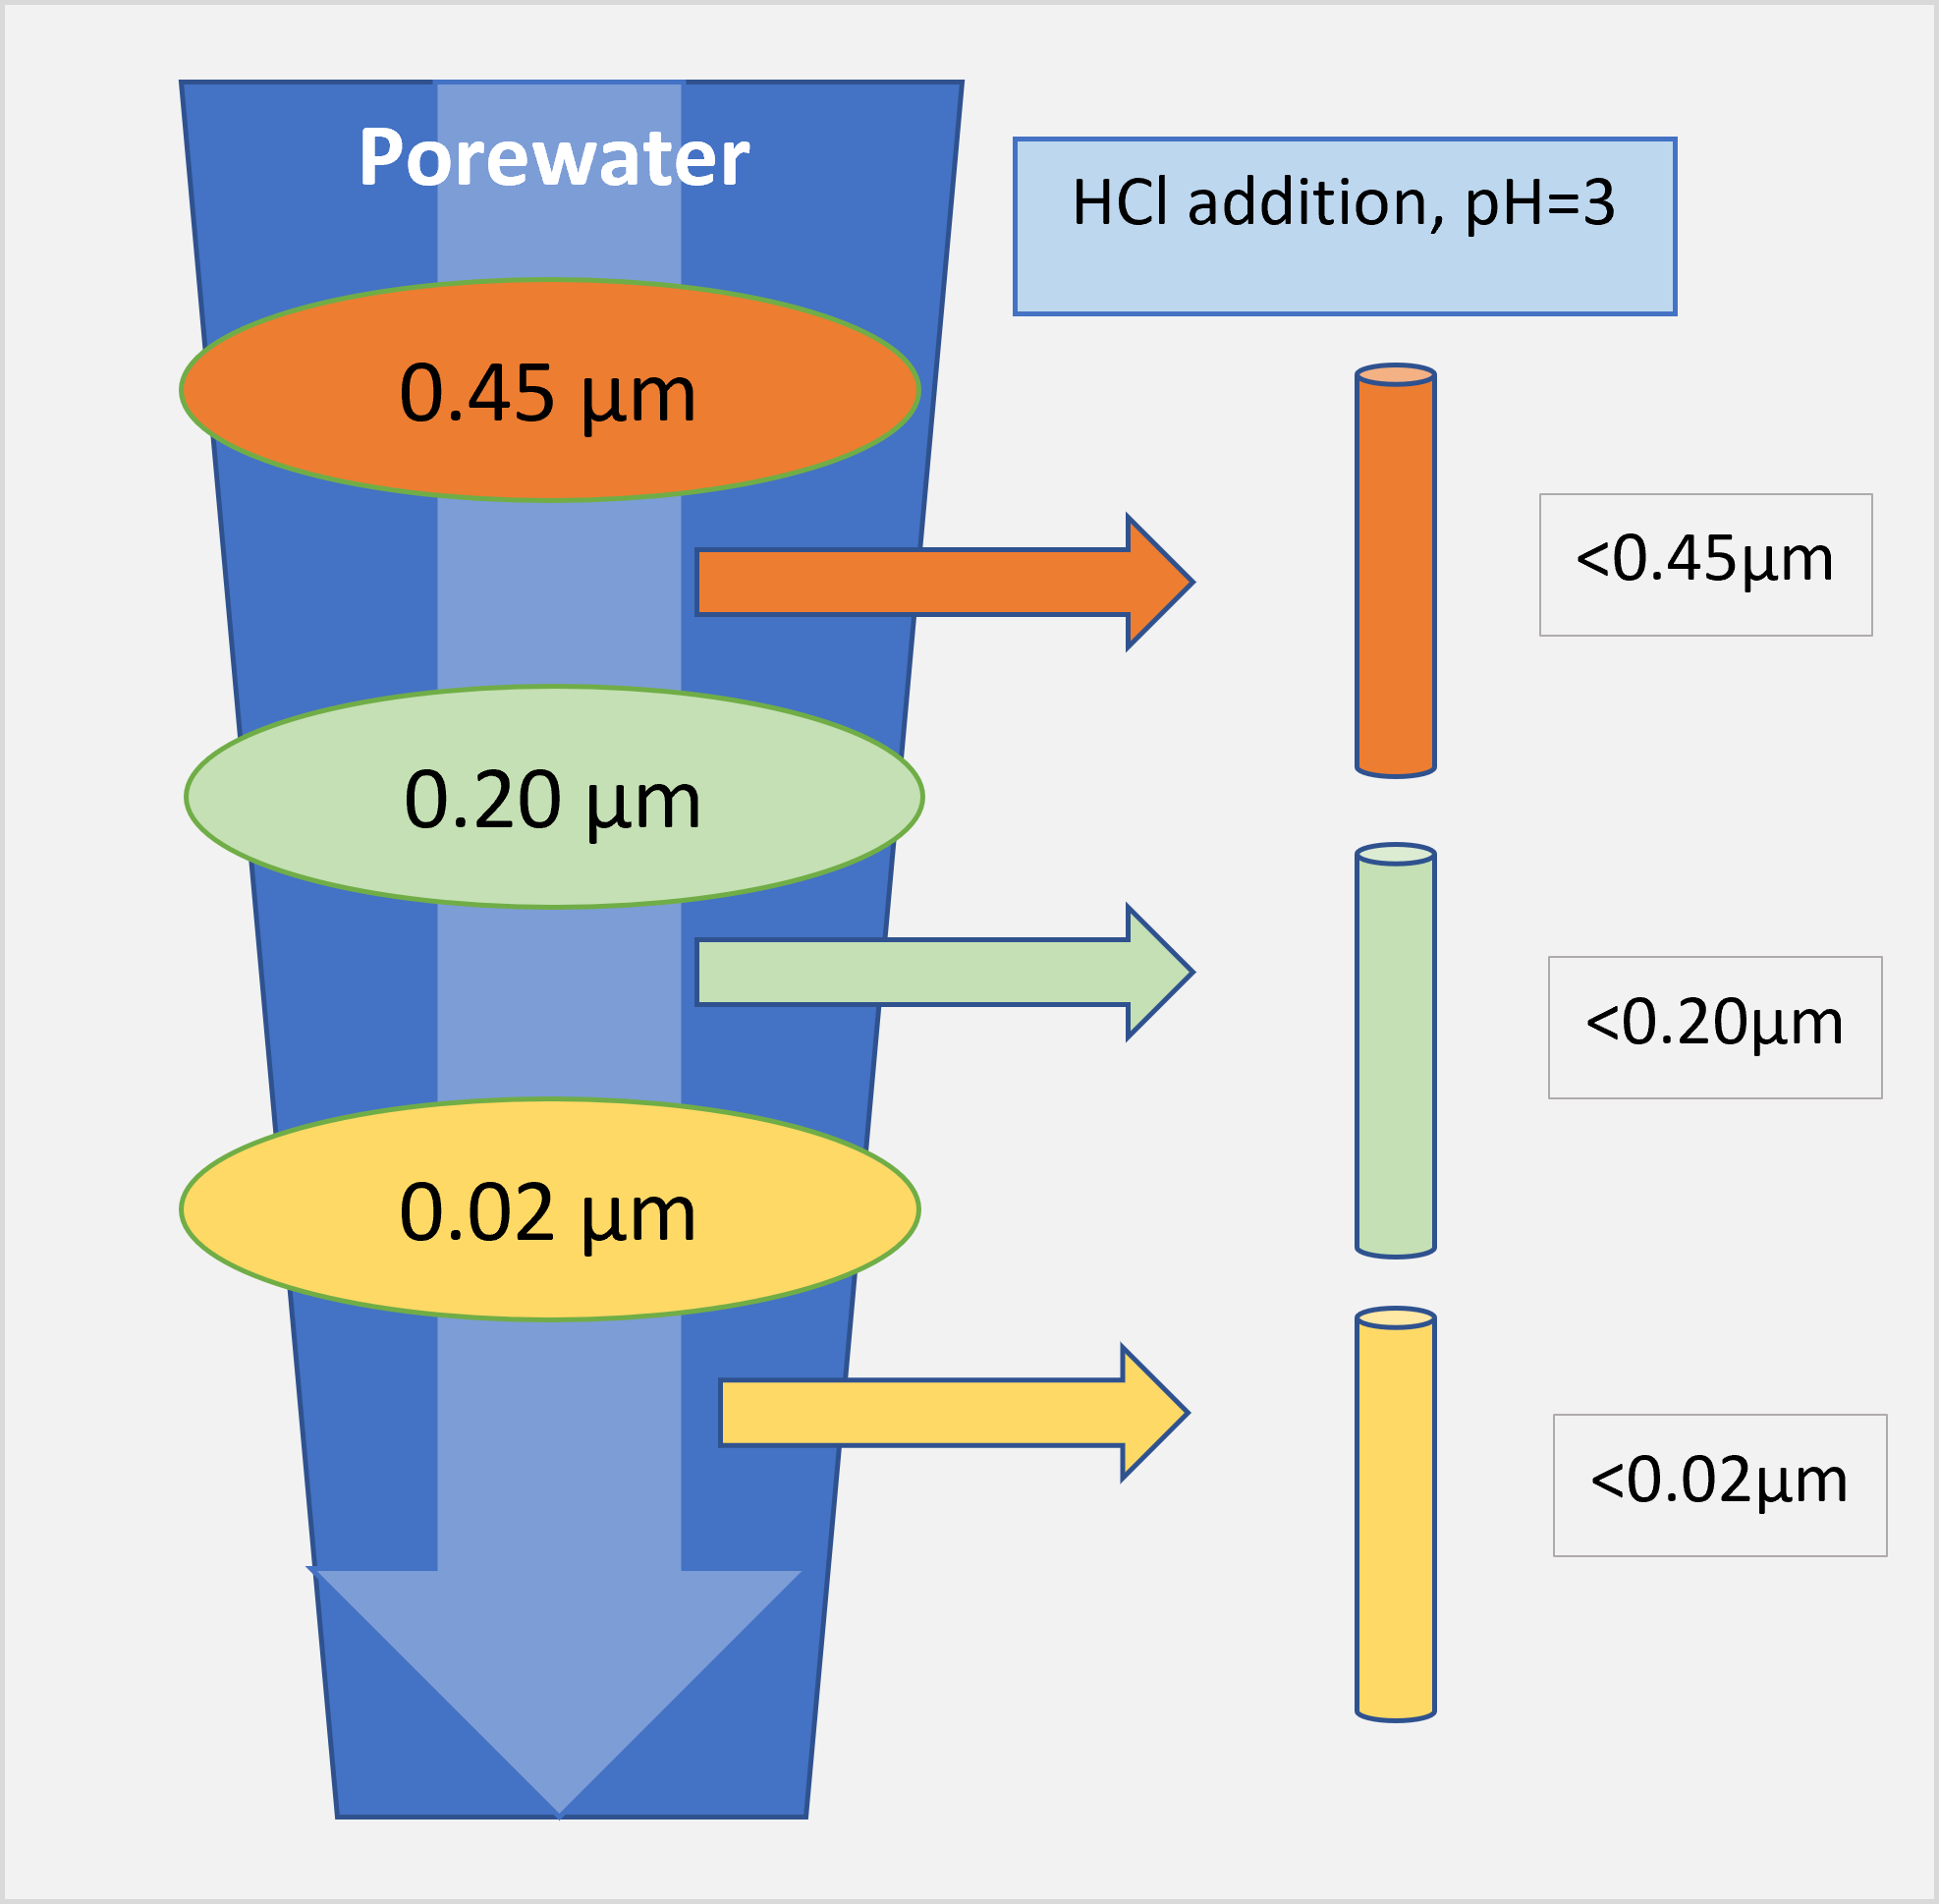 Porewater
HCl addition, pH=3
0.45 µm
<0.45µm
0.20 µm
<0.20µm
0.02 µm
<0.02µm